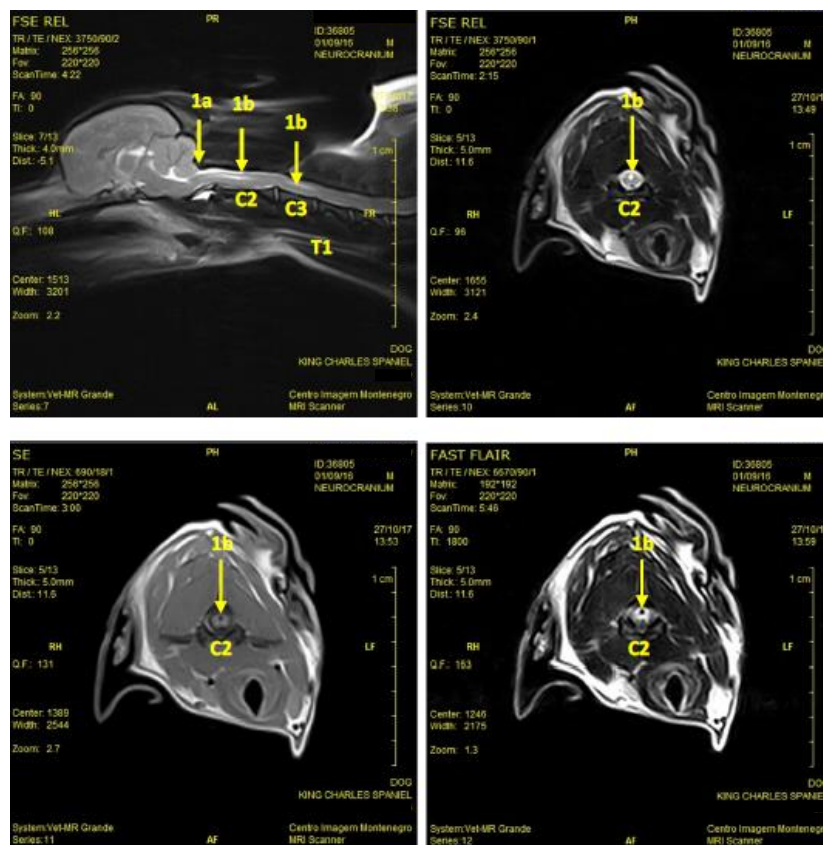 FSE REL
PR
TR / TE / NEX: 3750/90/2
Matrix: 256*256
Fov: 220*220
ScanTime: 4:22
ID:36805
01/09/16 M
NEUROCRANIUM
FA: 90
TI: 0
Slice: 7/13
Thick.: 4.0mm
Dist.: -5.1
1a
1b
1b
1 cm
C2
C3
T1
HL
FR
Q.F.: 108
Center: 1513
Width: 3201
Zoom: 2.2
DOG
KING CHARLES SPANIEL
System:Vet-MR Grande
Series:7
AL
Centro Imagem Montenegro
MRI Scanner
FSE REL
PH
TR / TE / NEX: 3750/90/1
Matrix: 256*256
Fov: 220*220
ScanTime: 2:15
ID:36805
01/09/16 M
NEUROCRANIUM
FA: 90
TI: 0
27/10/1
13:49
Slice: 5/13
Thick.: 5.0mm
Dist.: 11.6
1b
1 cm
C2
RH
LF
Q.F.: 96
Center: 1655
Width: 3121
Zoom: 2.4
DOG
KING CHARLES SPANIEL
System:Vet-MR Grande
Series:10
AF
Centro Imagem Montenegro
MRI Scanner
SE
PH
TR / TE / NEX: 690/18/1
Matrix: 256*256
Fov: 220*220
ScanTime: 3:00
ID:36805
01/09/16 M
NEUROCRANIUM
FA: 90
TI: 0
27/10/17
13:53
Slice: 5/13
Thick.: 5.0mm
Dist.: 11.6
1b
1 cm
C2
RH
LF
Q.F.: 131
Center: 1389
Width: 2544
Zoom: 2.7
DOG
KING CHARLES SPANIEL
System:Vet-MR Grande
Series:11
AF
Centro Imagem Montenegro
MRI Scanner
FAST FLAIR
PH
TR / TE / NEX: 6670/90/1
Matrix: 192*192
Fov: 220*220
ScanTime: 5:46
ID:36805
01/09/16 M
NEUROCRANIUM
FA: 90
TI: 1800
27/10/1
13:59
Slice: 5/13
Thick.: 5.0mm
Dist.: 11.6
1b
1 cm
C2
RH
LF
Q.F.: 163
Center: 1246
Width: 2175
Zoom: 1.3
DO
KING CHARLES SPANIEL
System:Vet-MR Grande
Series:12
AF
Centro Imagem Montenegro
MRI Scanner